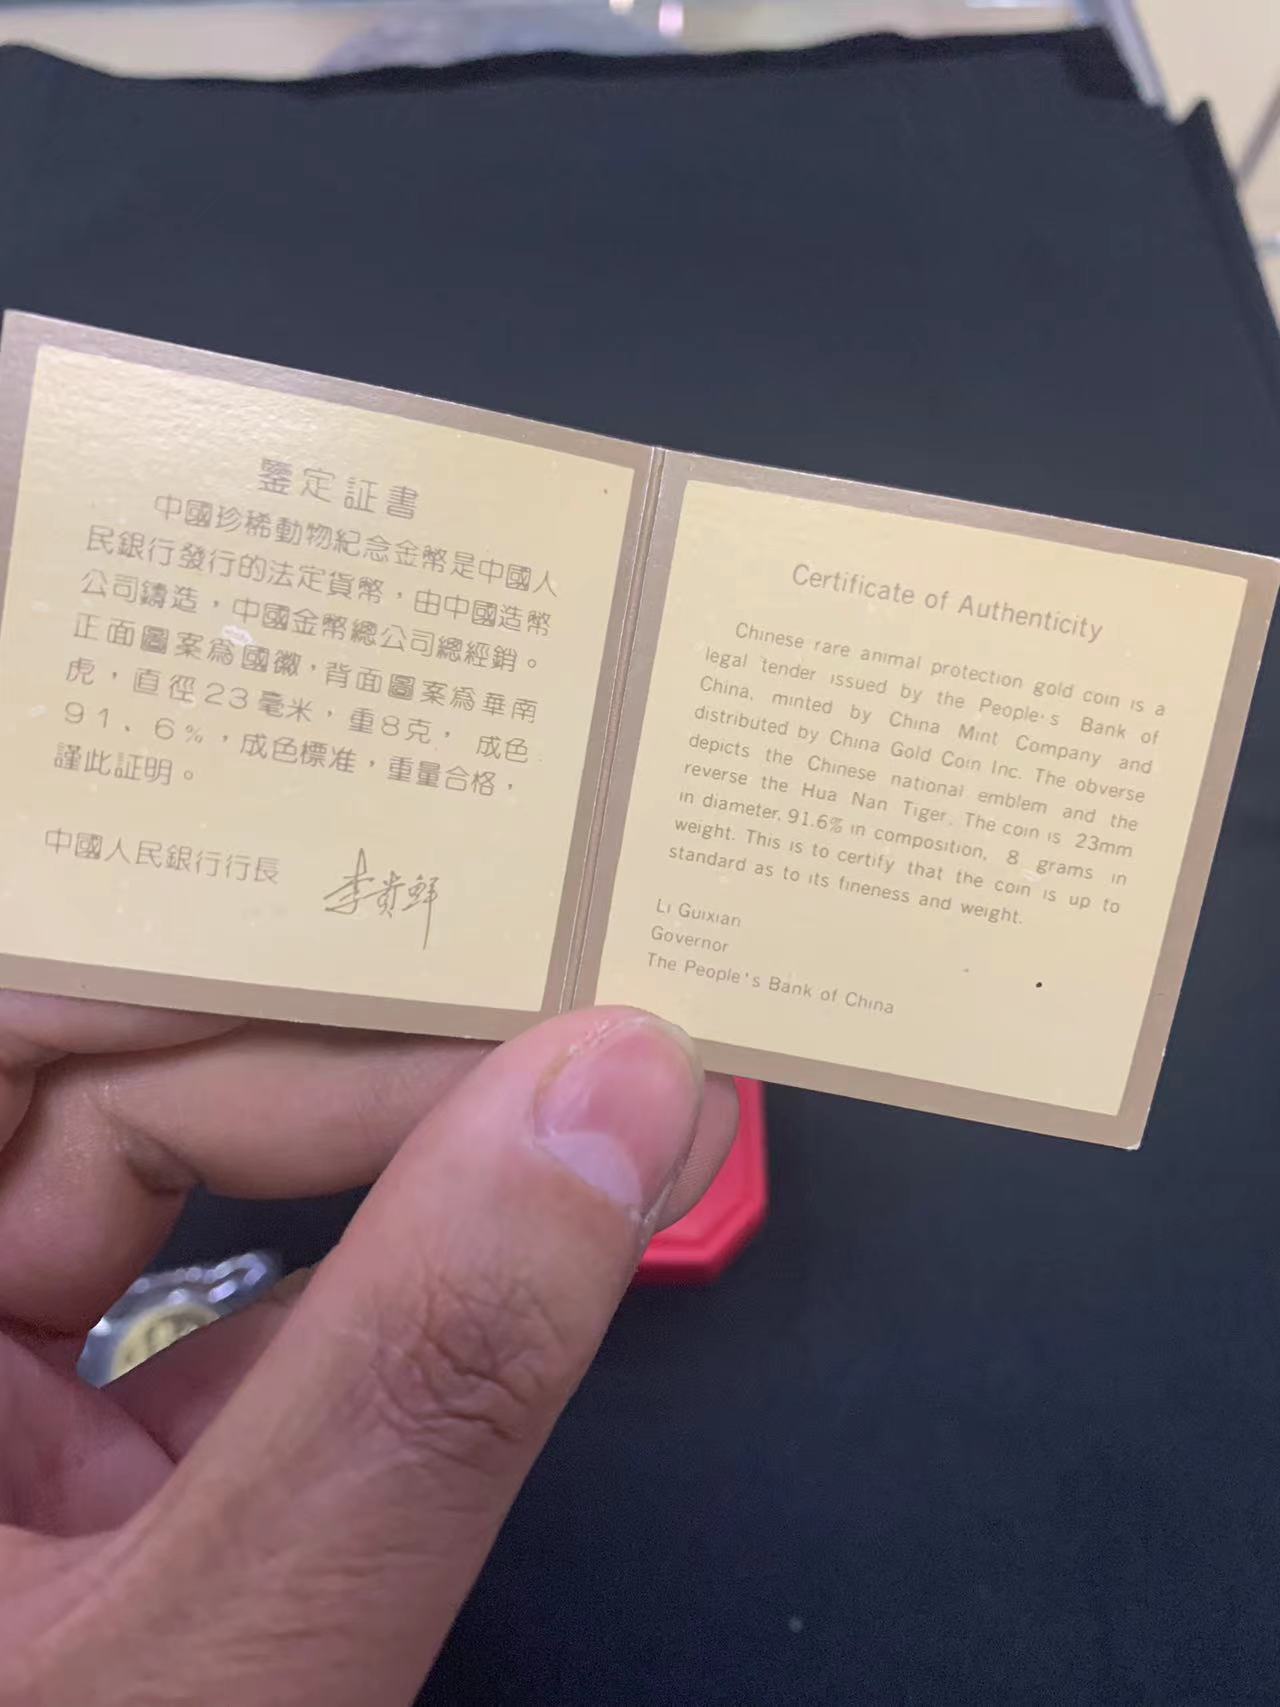 鑒定証書
中國珍稀動物紀念金幣是中國人
民銀行發行的法定貨幣，由中國造幣
公司鑄造，中國金幣總公司總經銷。
正面圖案爲國徽，背面圖案爲華南
虎，直徑23毫米，重8克，成色
91.6%，成色標准，重量合格，
謹此証明。
中國人民銀行行長 李貴鮮
Certificate of Authenticity
Chinese rare animal protection gold coin is a
legal tender issued by the People's Bank of
China, minted by China Mint Company and
distributed by China Gold Coin Inc. The obverse
depicts the Chinese national emblem and the
reverse the Hua Nan Tiger. The coin is 23mm
in diameter, 91.6% in composition, 8 grams in
weight. This is to certify that the coin is up to
standard as to its fineness and weight.
Li Guixian
Governor
The People's Bank of China